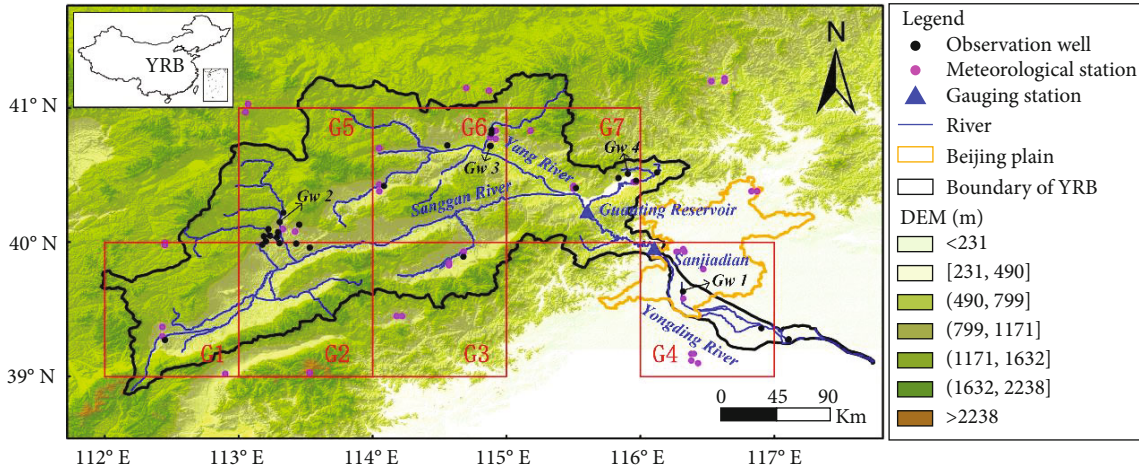 YRB
N
41° N
40° N
39° N
112° E
113° E
114° E
115° E
116° E
117° E
G5
G6
G7
G1
G2
G3
G4
Gw 4
Gw 3
Gw 2
Gw 1
Yang River
Sanggan River
Guanting Reservoir
Sanjiadian
Yongding River
0 45 90
Km
Legend
Observation well
Meteorological station
Gauging station
River
Beijing plain
Boundary of YRB
DEM (m)
<231
[231, 490]
(490, 799]
(799, 1171]
(1171, 1632]
(1632, 2238]
>2238